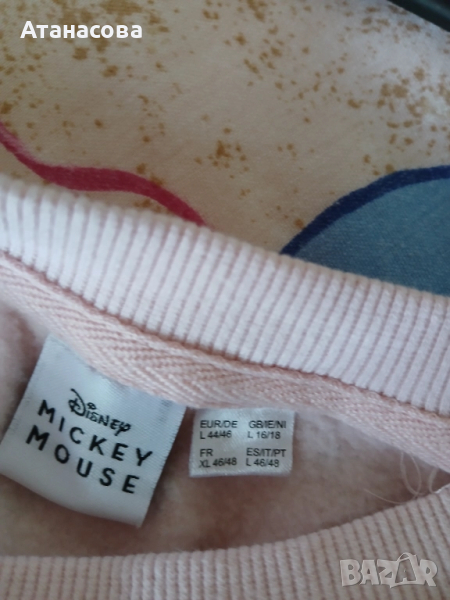 Атанасова
Disney
MICKEY
MOUSE
EUR/DE GB/IE/NI
L 44/46 L 16/18
FR ES/IT/PT
XL 46/48 L 46/48
BAZAR